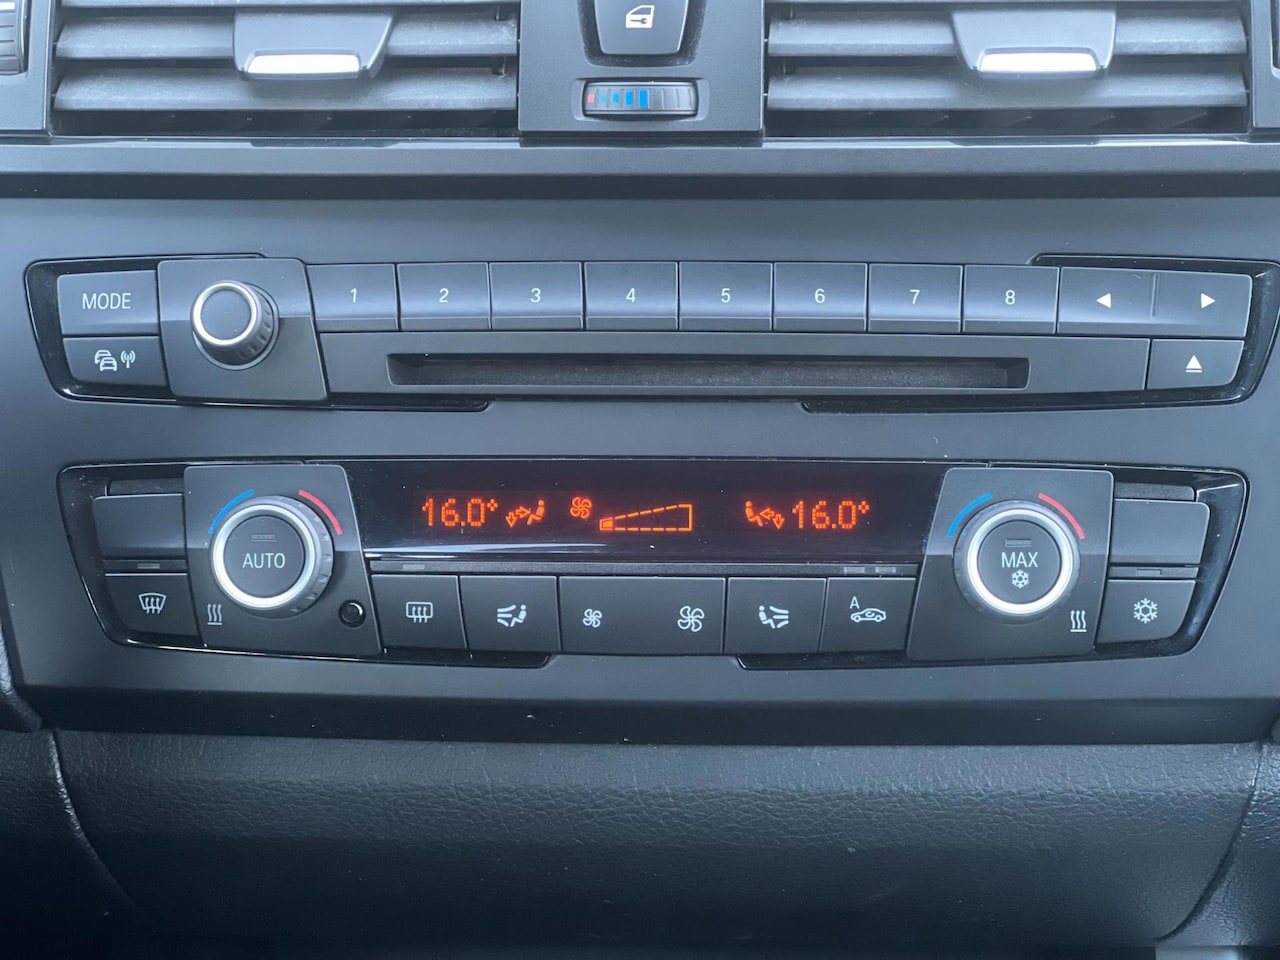 1 2 3 4 5 6 7 8
MODE
16.0° 16.0°
AUTO MAX
A